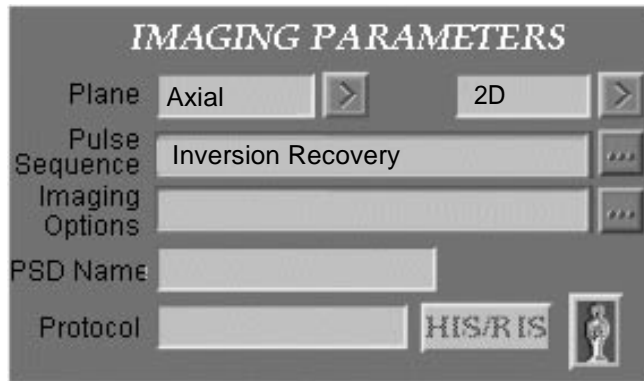 IMAGING PARAMETERS
Plane Axial > 2D >
Pulse
Sequence Inversion Recovery ...
Imaging
Options ...
PSD Name
Protocol HIS/RIS